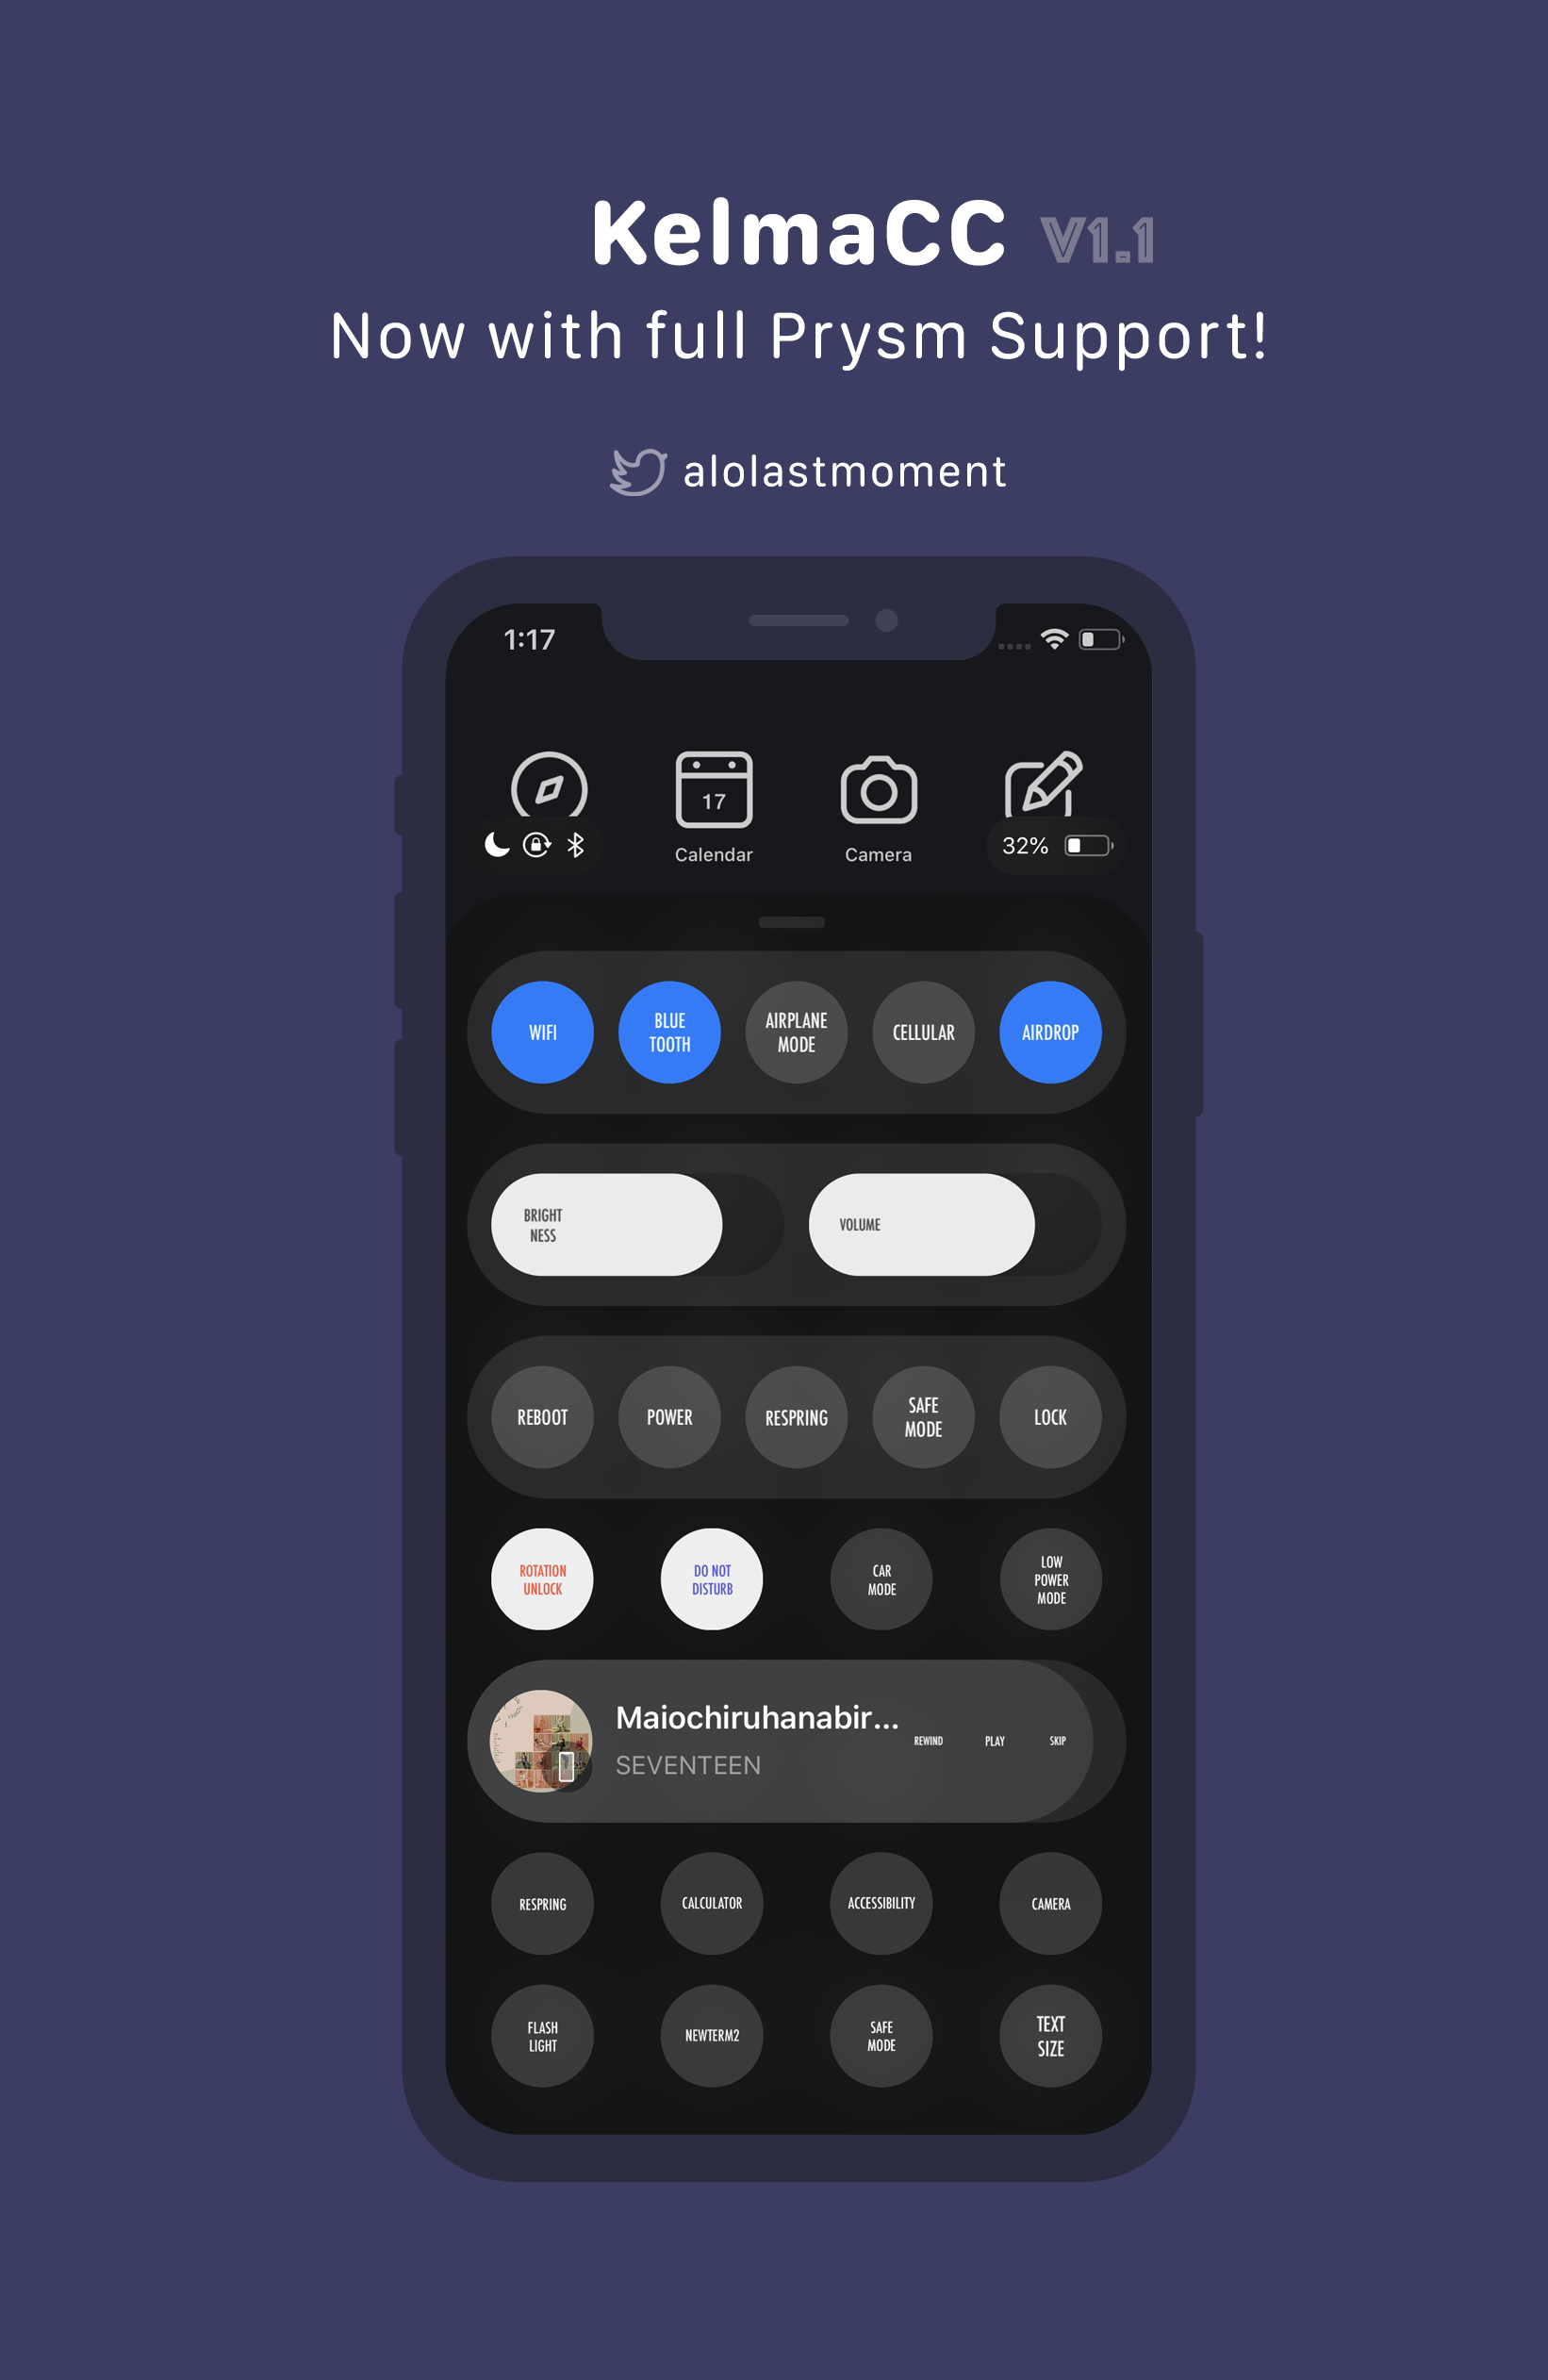 KelmaCC V1.1
Now with full Prysm Support!
alolastmoment
1:17
17
Calendar
Camera
32%
WIFI
BLUE
TOOTH
AIRPLANE
MODE
CELLULAR
AIRDROP
BRIGHT
NESS
VOLUME
REBOOT
POWER
RESPRING
SAFE
MODE
LOCK
ROTATION
UNLOCK
DO NOT
DISTURB
CAR
MODE
LOW
POWER
MODE
Maiochiruhanabir...
SEVENTEEN
REWIND
PLAY
SKIP
RESPRING
CALCULATOR
ACCESSIBILITY
CAMERA
FLASH
LIGHT
NEWTERM2
SAFE
MODE
TEXT
SIZE